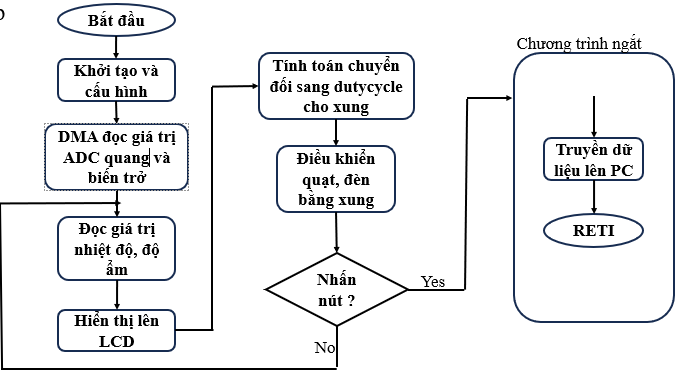 Bắt đầu
Khởi tạo và
cấu hình
DMA đọc giá trị
ADC quang và
biến trở
Đọc giá trị
nhiệt độ, độ
ẩm
Hiển thị lên
LCD
Tính toán chuyển
đối sang dutycycle
cho xung
Điều khiển
quạt, đèn
bằng xung
Nhấn
nút ?
Yes
No
Chương trình ngắt
Truyền dữ
liệu lên PC
RETI